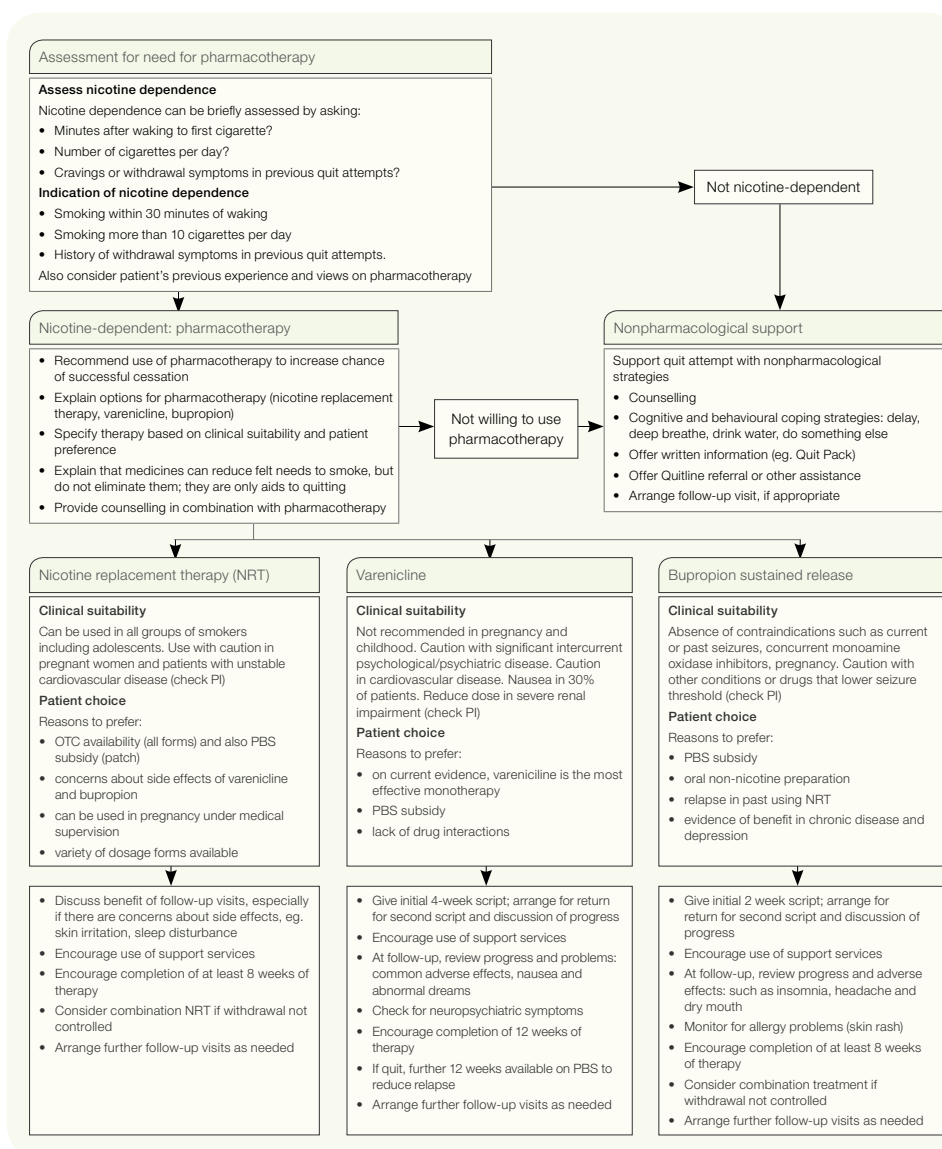 Assessment for need for pharmacotherapy
Assess nicotine dependence
Nicotine dependence can be briefly assessed by asking:
• Minutes after waking to first cigarette?
• Number of cigarettes per day?
• Cravings or withdrawal symptoms in previous quit attempts?
Indication of nicotine dependence
• Smoking within 30 minutes of waking
• Smoking more than 10 cigarettes per day
• History of withdrawal symptoms in previous quit attempts.
Also consider patient's previous experience and views on pharmacotherapy
Not nicotine-dependent
Nicotine-dependent: pharmacotherapy
• Recommend use of pharmacotherapy to increase chance
of successful cessation
• Explain options for pharmacotherapy (nicotine replacement
therapy, varenicline, bupropion)
• Specify therapy based on clinical suitability and patient
preference
• Explain that medicines can reduce felt needs to smoke, but
do not eliminate them; they are only aids to quitting
• Provide counselling in combination with pharmacotherapy
Not willing to use
pharmacotherapy
Nonpharmacological support
Support quit attempt with nonpharmacological
strategies
• Counselling
• Cognitive and behavioural coping strategies: delay,
deep breathe, drink water, do something else
• Offer written information (eg. Quit Pack)
• Offer Quitline referral or other assistance
• Arrange follow-up visit, if appropriate
Nicotine replacement therapy (NRT)
Clinical suitability
Can be used in all groups of smokers
including adolescents. Use with caution in
pregnant women and patients with unstable
cardiovascular disease (check PI)
Patient choice
Reasons to prefer:
• OTC availability (all forms) and also PBS
subsidy (patch)
• concerns about side effects of varenicline
and bupropion
• can be used in pregnancy under medical
supervision
• variety of dosage forms available
• Discuss benefit of follow-up visits, especially
if there are concerns about side effects, eg.
skin irritation, sleep disturbance
• Encourage use of support services
• Encourage completion of at least 8 weeks of
therapy
• Consider combination NRT if withdrawal not
controlled
• Arrange further follow-up visits as needed
Varenicline
Clinical suitability
Not recommended in pregnancy and
childhood. Caution with significant intercurrent
psychological/psychiatric disease. Caution
in cardiovascular disease. Nausea in 30%
of patients. Reduce dose in severe renal
impairment (check PI)
Patient choice
Reasons to prefer:
• on current evidence, vareniciline is the most
effective monotherapy
• PBS subsidy
• lack of drug interactions
• Give initial 4-week script; arrange for return
for second script and discussion of progress
• Encourage use of support services
• At follow-up, review progress and problems:
common adverse effects, nausea and
abnormal dreams
• Check for neuropsychiatric symptoms
• Encourage completion of 12 weeks of
therapy
• If quit, further 12 weeks available on PBS to
reduce relapse
• Arrange further follow-up visits as needed
Bupropion sustained release
Clinical suitability
Absence of contraindications such as current
or past seizures, concurrent monoamine
oxidase inhibitors, pregnancy. Caution with
other conditions or drugs that lower seizure
threshold (check PI)
Patient choice
Reasons to prefer:
• PBS subsidy
• oral non-nicotine preparation
• relapse in past using NRT
• evidence of benefit in chronic disease and
depression
• Give initial 2 week script; arrange for
return for second script and discussion of
progress
• Encourage use of support services
• At follow-up, review progress and adverse
effects: such as insomnia, headache and
dry mouth
• Monitor for allergy problems (skin rash)
• Encourage completion of at least 8 weeks
of therapy
• Consider combination treatment if
withdrawal not controlled
• Arrange further follow-up visits as needed